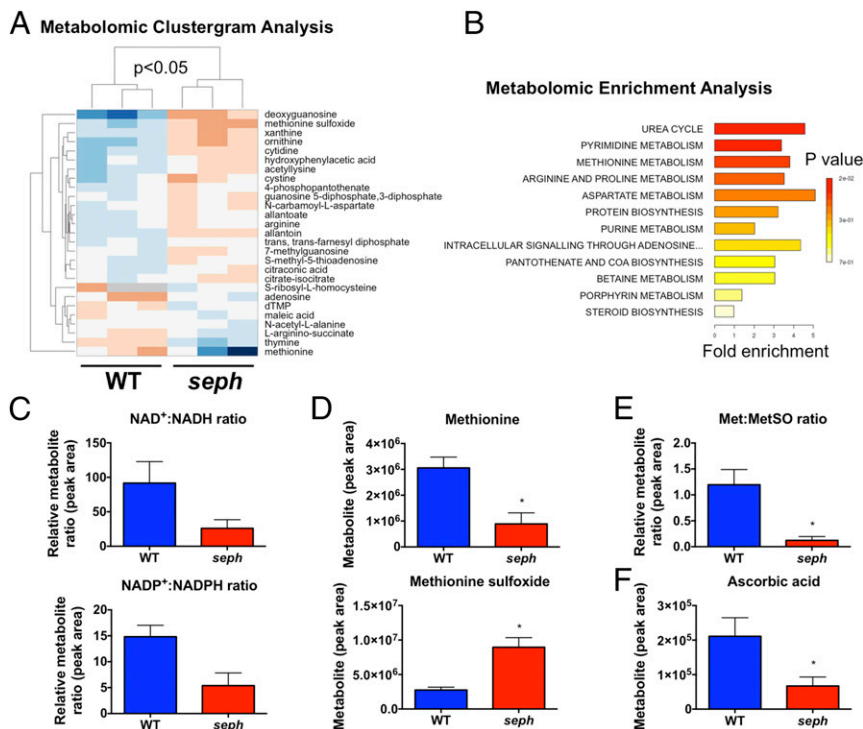 A
Metabolomic Clustergram Analysis
p<0.05
deoxyguanosine
methionine sulfoxide
xanthine
ornithine
cytidine
hydroxyphenylacetic acid
acetyllysine
cystine
4-phosphopantothenate
guanosine 5-diphosphate,3-diphosphate
N-carbamoyl-L-aspartate
allantoate
arginine
allantoin
trans, trans-farnesyl diphosphate
7-methylguanosine
S-methyl-5-thioadenosine
citraconic acid
citrate-isocitrate
S-ribosyl-L-homocysteine
adenosine
dTMP
maleic acid
N-acetyl-L-alanine
L-arginino-succinate
thymine
methionine
WT
seph
B
Metabolomic Enrichment Analysis
UREA CYCLE
PYRIMIDINE METABOLISM
METHIONINE METABOLISM
ARGININE AND PROLINE METABOLISM
ASPARTATE METABOLISM
PROTEIN BIOSYNTHESIS
PURINE METABOLISM
INTRACELLULAR SIGNALLING THROUGH ADENOSINE...
PANTOTHENATE AND COA BIOSYNTHESIS
BETAINE METABOLISM
PORPHYRIN METABOLISM
STEROID BIOSYNTHESIS
0 1 2 3 4 5
Fold enrichment
P value
2e-02
3e-01
7e-01
C
NAD⁺:NADH ratio
Relative metabolite
ratio (peak area)
150
100
50
0
WT
seph
NADP⁺:NADPH ratio
Relative metabolite
ratio (peak area)
20
15
10
5
0
WT
seph
D
Methionine
Metabolite (peak area)
4×10⁶
3×10⁶
2×10⁶
1×10⁶
0
*
WT
seph
Methionine sulfoxide
Metabolite (peak area)
1.5×10⁷
1.0×10⁷
5.0×10⁶
0
*
WT
seph
E
Met:MetSO ratio
Relative metabolite
ratio (peak area)
2.0
1.5
1.0
0.5
0.0
*
WT
seph
F
Ascorbic acid
Metabolite (peak area)
3×10⁵
2×10⁵
1×10⁵
0
*
WT
seph